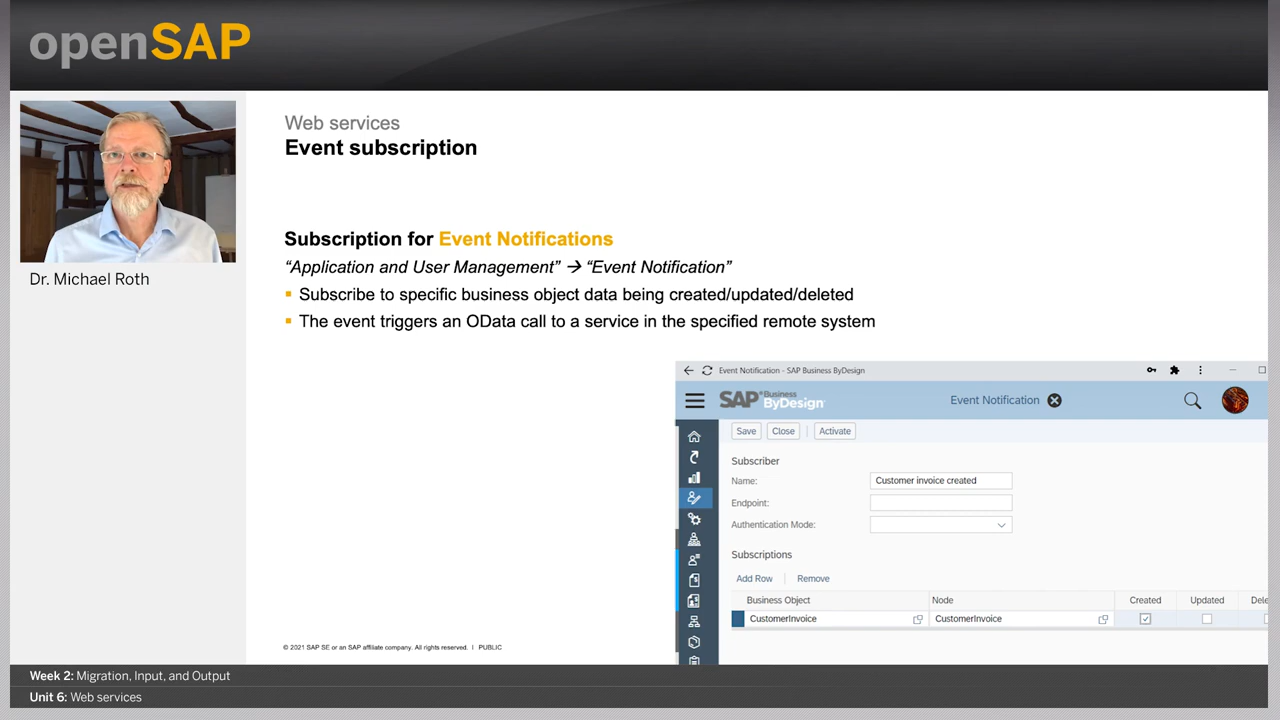 openSAP
Dr. Michael Roth
Web services
Event subscription
Subscription for Event Notifications
“Application and User Management” → “Event Notification”
Subscribe to specific business object data being created/updated/deleted
The event triggers an OData call to a service in the specified remote system
Event Notification - SAP Business ByDesign
SAP Business ByDesign
Event Notification
Save Close Activate
Subscriber
Name: Customer invoice created
Endpoint:
Authentication Mode:
Subscriptions
Add Row Remove
Business Object Node Created Updated Dele
CustomerInvoice CustomerInvoice
© 2021 SAP SE or an SAP affiliate company. All rights reserved. | PUBLIC
Week 2: Migration, Input, and Output
Unit 6: Web services